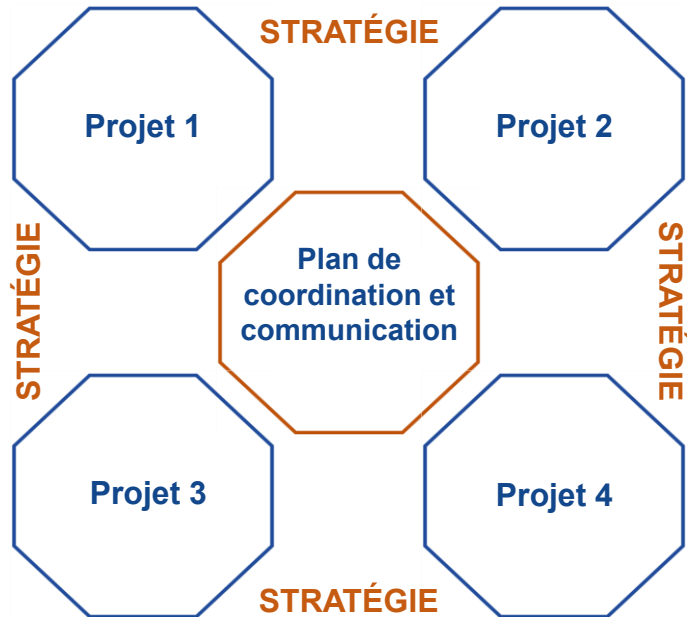 STRATÉGIE
Projet 1
Projet 2
STRATÉGIE
Plan de
coordination et
communication
STRATÉGIE
Projet 3
Projet 4
STRATÉGIE